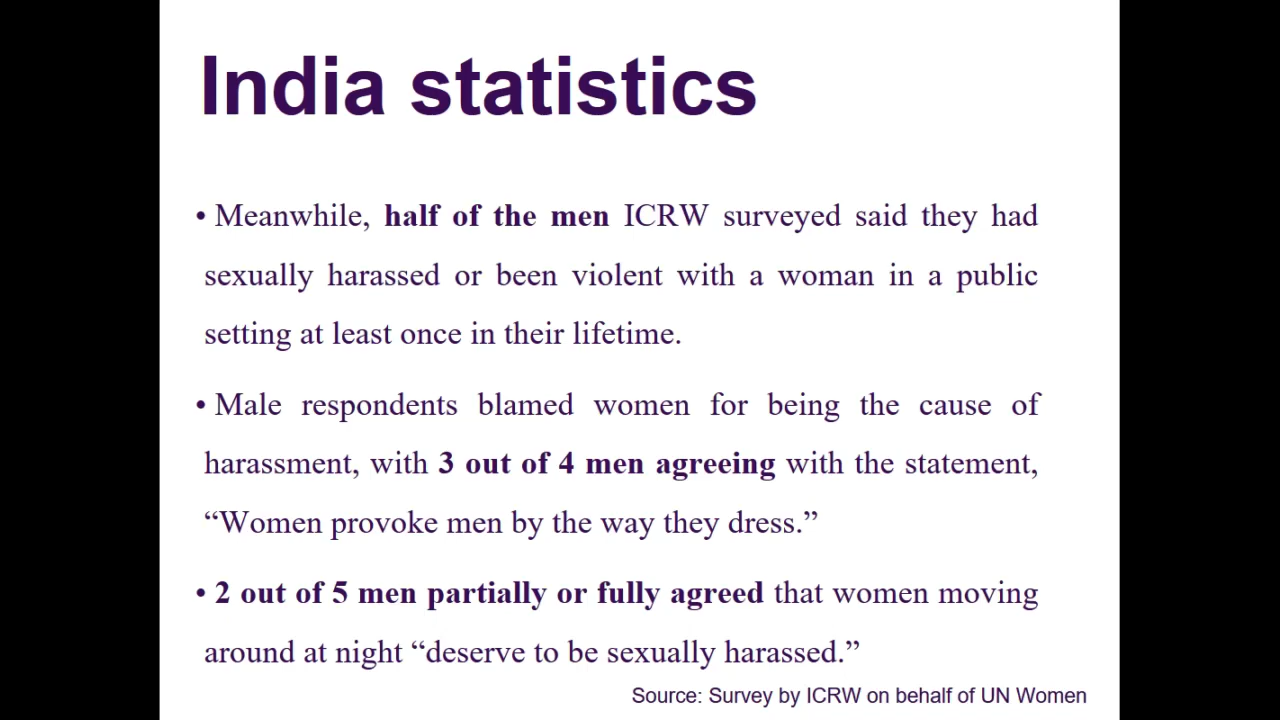 India statistics
• Meanwhile, half of the men ICRW surveyed said they had
sexually harassed or been violent with a woman in a public
setting at least once in their lifetime.
• Male respondents blamed women for being the cause of
harassment, with 3 out of 4 men agreeing with the statement,
“Women provoke men by the way they dress.”
• 2 out of 5 men partially or fully agreed that women moving
around at night “deserve to be sexually harassed.”
Source: Survey by ICRW on behalf of UN Women